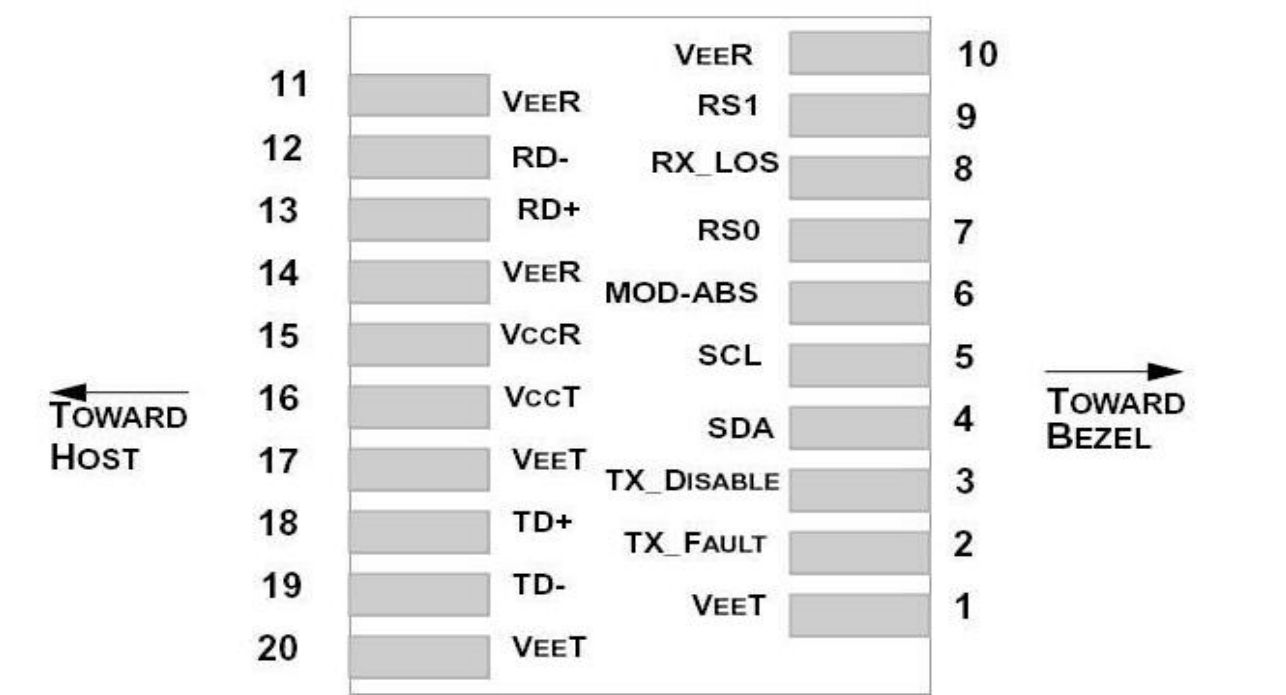 VEER 10
11 VEER
RS1 9
12 RD-
RX_LOS 8
13 RD+
RS0 7
14 VEER
MOD-ABS 6
15 VCCR
SCL 5
16 VCCT
SDA 4
17 VEET
TX_DISABLE 3
18 TD+
TX_FAULT 2
19 TD-
VEET 1
20 VEET
TOWARD
HOST
TOWARD
BEZEL